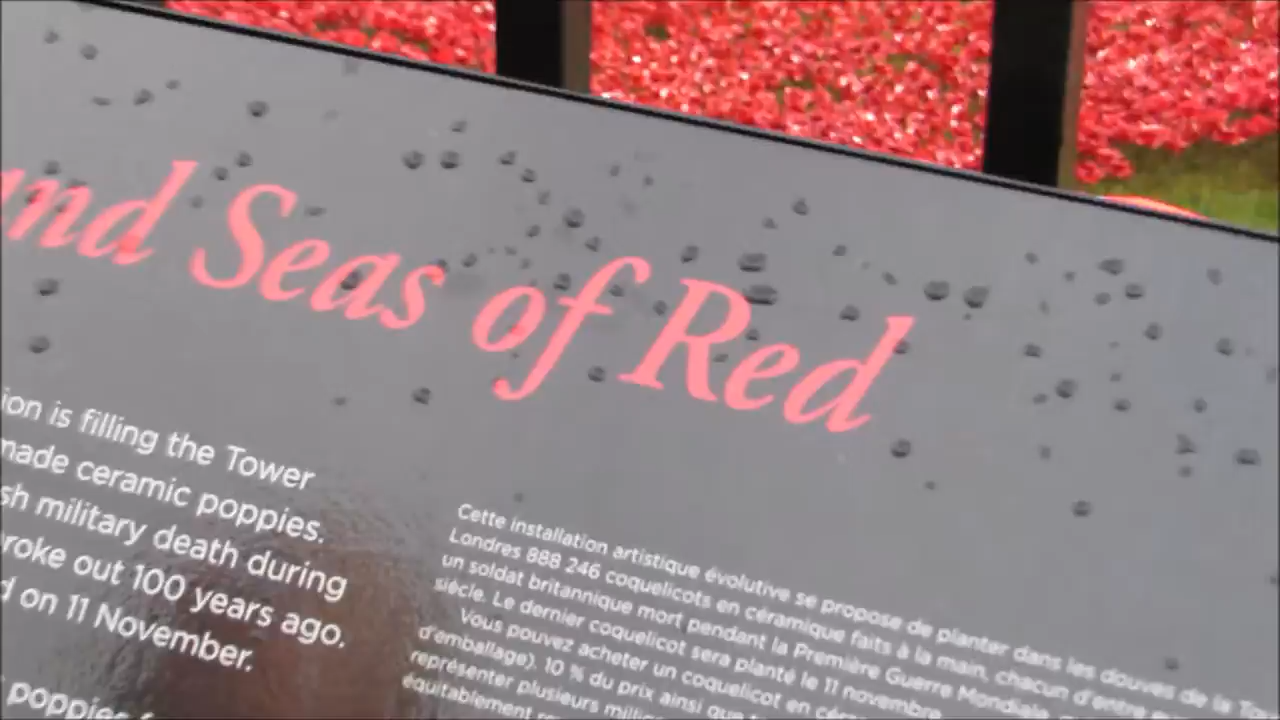 and Seas of Red
ion is filling the Tower
made ceramic poppies.
sh military death during
roke out 100 years ago.
d on 11 November.
poppies
Cette installation artistique évolutive se propose de planter dans les douves de la Tou
Londres 888 246 coquelicots en céramique faits à la main, chacun d'entre e
un soldat britannique mort pendant la Première Guerre Mondiale
siècle. Le dernier coquelicot sera planté le 11 novembre
Vous pouvez acheter un coquelicot en céra
d'emballage). 10 % du prix ainsi que
représenter plusieurs millio
équitablement